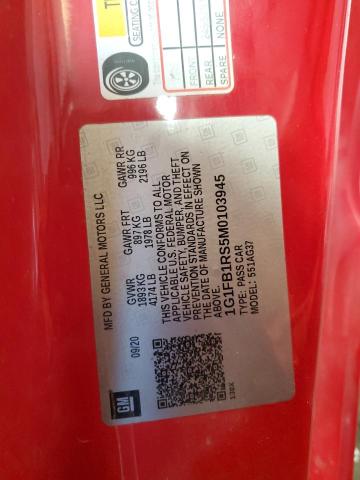 MFD BY GENERAL MOTORS LLC
09/20
GVWR
1893 KG
4174 LB
GAWR FRT
897 KG
1978 LB
GAWR RR
996 KG
2196 LB
THIS VEHICLE CONFORMS TO ALL
APPLICABLE U.S. FEDERAL MOTOR
VEHICLE SAFETY, BUMPER, AND THEFT
PREVENTION STANDARDS IN EFFECT ON
THE DATE OF MANUFACTURE SHOWN
ABOVE.
1G1FB1RS5M0103945
TYPE: PASS CAR
MODEL: 551AG37
GM
SEATING
FRONT
REAR
SPARE
NONE